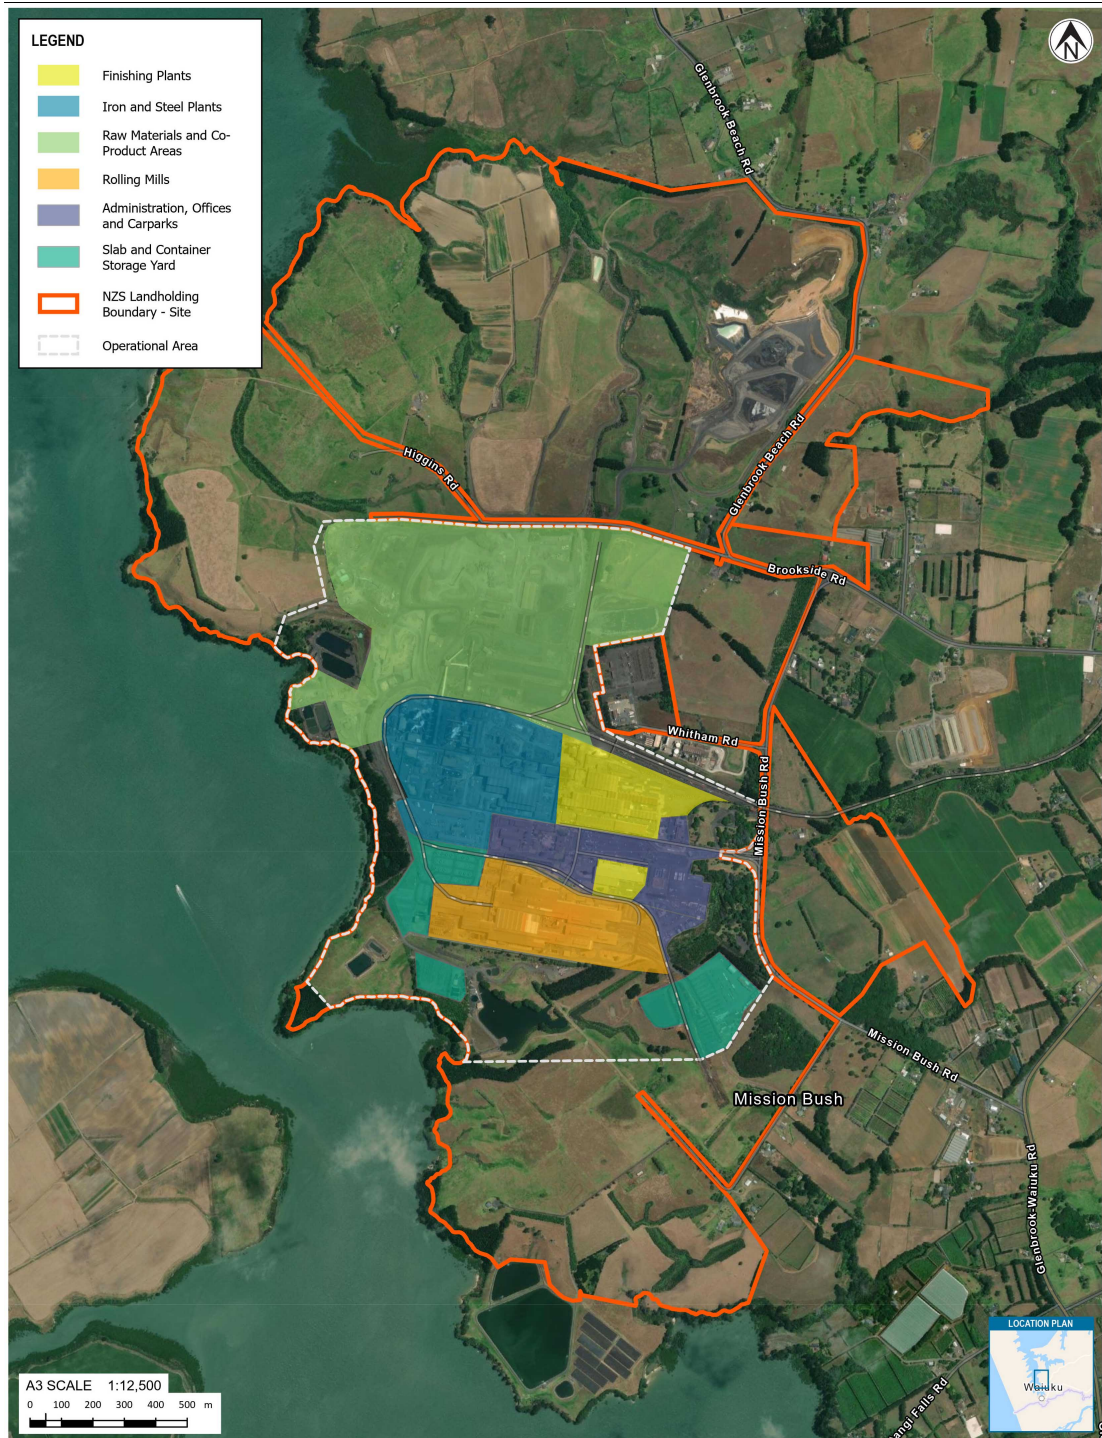 LEGEND
Finishing Plants
Iron and Steel Plants
Raw Materials and Co-
Product Areas
Rolling Mills
Administration, Offices
and Carparks
Slab and Container
Storage Yard
NZS Landholding
Boundary - Site
Operational Area
N
Glenbrook Beach Rd
Glenbrook Beach Rd
Higgins Rd
Brookside Rd
Whitham Rd
Mission Bush Rd
Mission Bush Rd
Mission Bush
Glenbrook-Waiuku Rd
angi Falls Rd
LOCATION PLAN
Waiuku
A3 SCALE 1:12,500
0 100 200 300 400 500 m